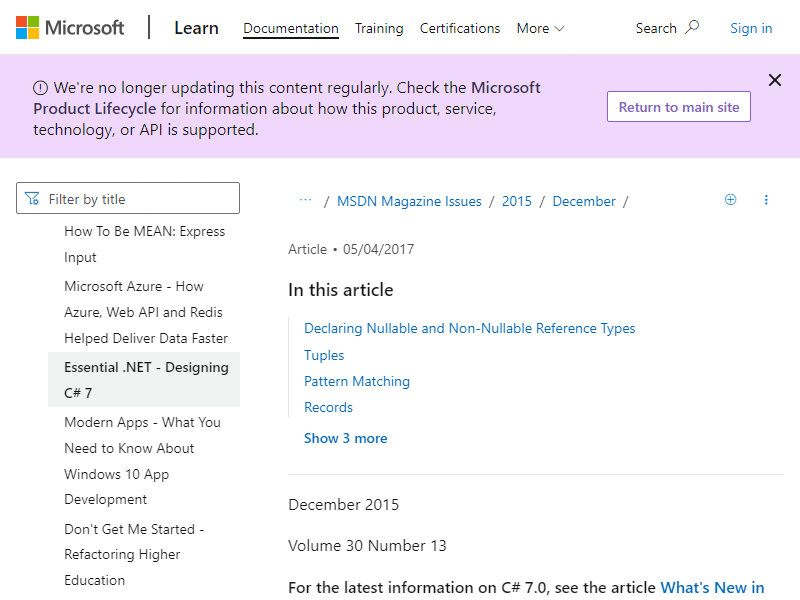 Microsoft Learn Documentation Training Certifications More Search Sign in
We're no longer updating this content regularly. Check the Microsoft
Product Lifecycle for information about how this product, service,
technology, or API is supported.
Return to main site
Filter by title
How To Be MEAN: Express
Input
Microsoft Azure - How
Azure, Web API and Redis
Helped Deliver Data Faster
Essential .NET - Designing
C# 7
Modern Apps - What You
Need to Know About
Windows 10 App
Development
Don't Get Me Started -
Refactoring Higher
Education
... / MSDN Magazine Issues / 2015 / December /
Article • 05/04/2017
In this article
Declaring Nullable and Non-Nullable Reference Types
Tuples
Pattern Matching
Records
Show 3 more
December 2015
Volume 30 Number 13
For the latest information on C# 7.0, see the article What's New in